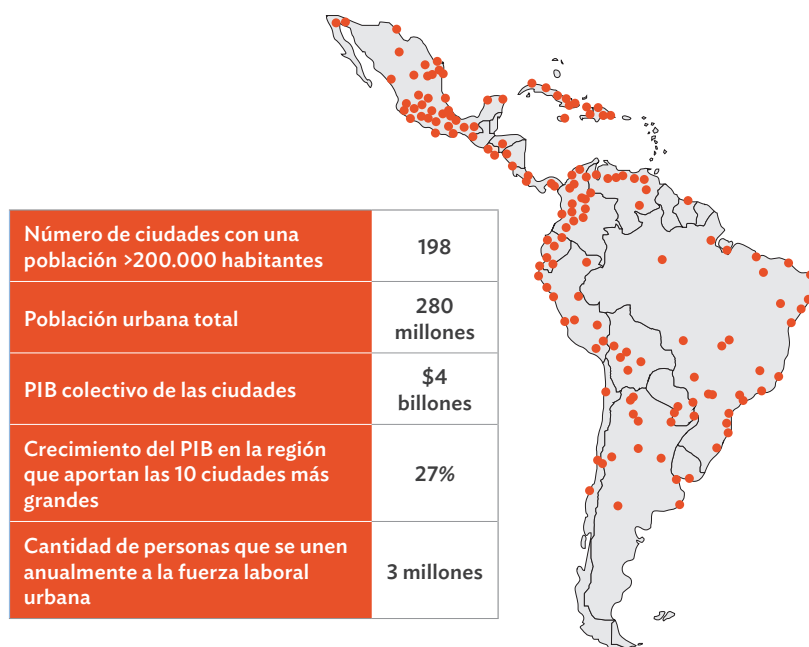 Número de ciudades con una
población >200.000 habitantes
198
Población urbana total
280
millones
PIB colectivo de las ciudades
$4
billones
Crecimiento del PIB en la región
que aportan las 10 ciudades más
grandes
27%
Cantidad de personas que se unen
anualmente a la fuerza laboral
urbana
3 millones